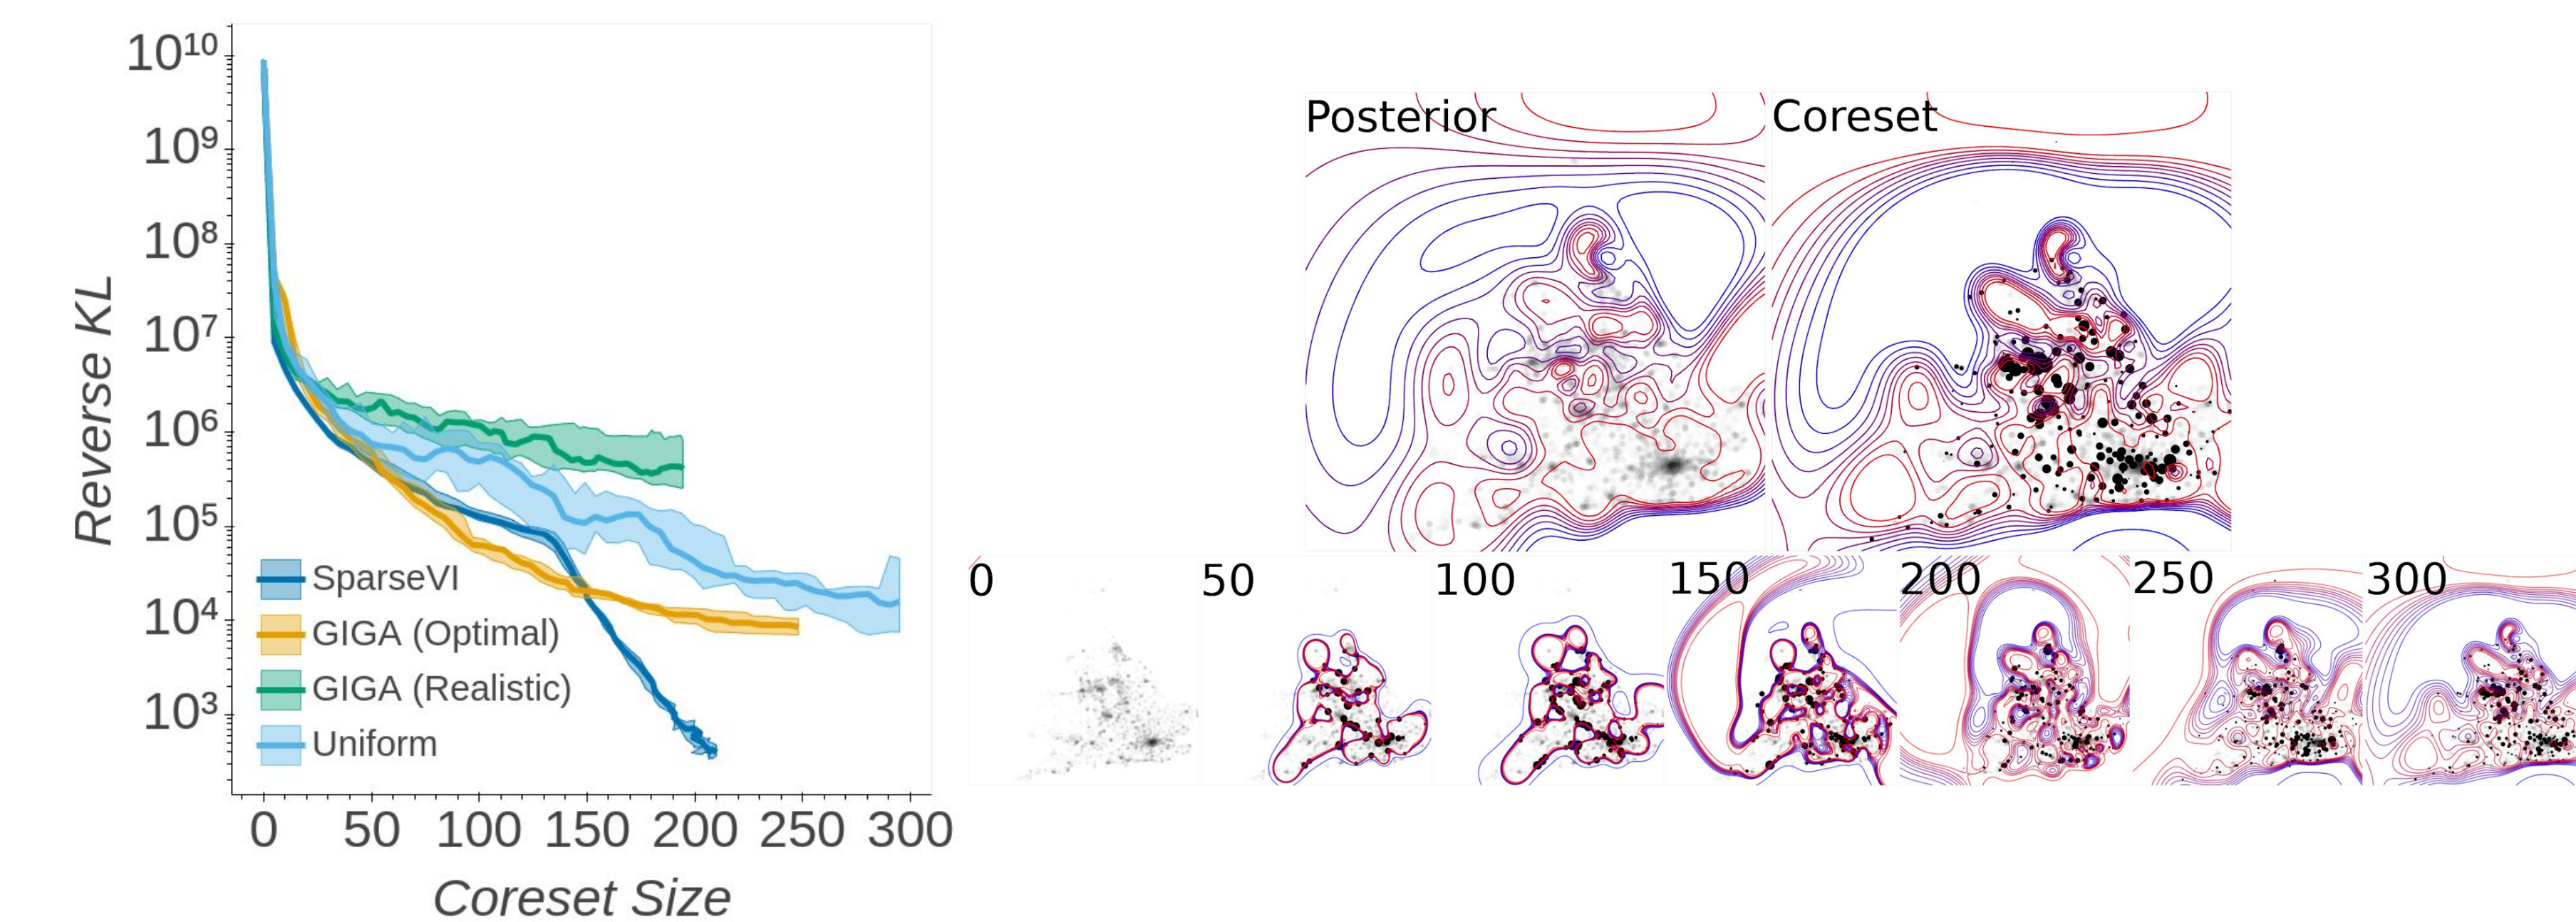 10^10
10^9
10^8
10^7
10^6
10^5
10^4
10^3
Reverse KL
SparseVI
GIGA (Optimal)
GIGA (Realistic)
Uniform
0 50 100 150 200 250 300
Coreset Size
Posterior Coreset
0 50 100 150 200 250 300